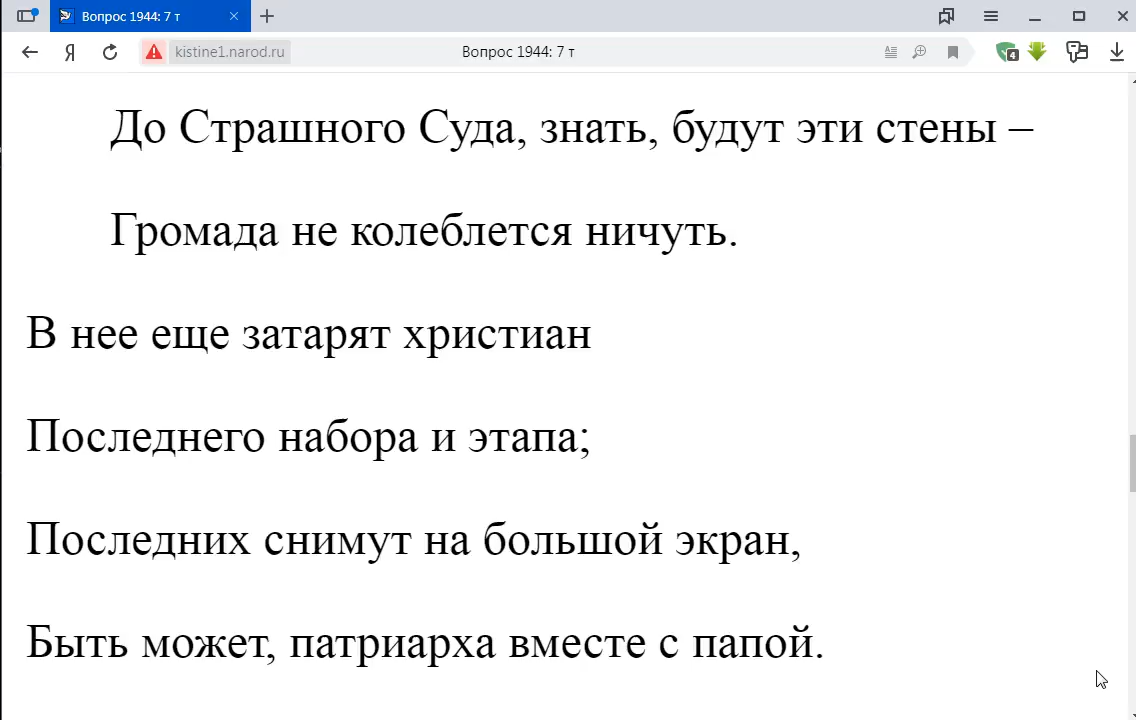 Вопрос 1944: 7 т
kistine1.narod.ru
Вопрос 1944: 7 т
4
До Страшного Суда, знать, будут эти стены –
Громада не колеблется ничуть.
В нее еще затарят христиан
Последнего набора и этапа;
Последних снимут на большой экран,
Быть может, патриарха вместе с папой.